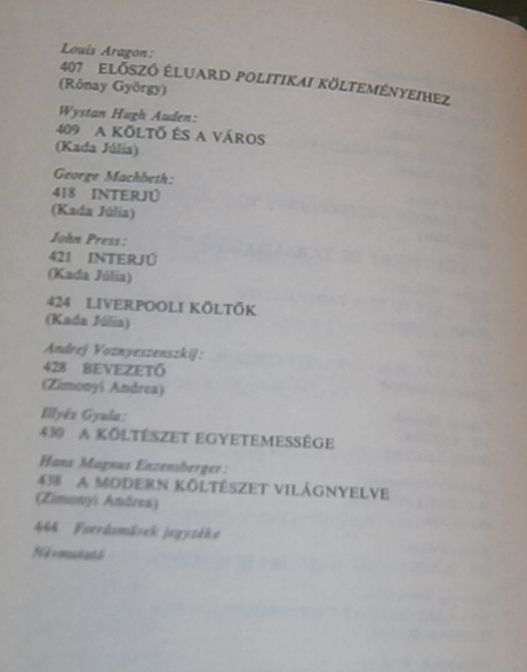 Louis Aragon:
407 ELŐSZÓ ÉLUARD POLITIKAI KÖLTEMÉNYEIHEZ
(Rónay György)
Wystan Hugh Auden:
409 A KÖLTŐ ÉS A VÁROS
(Kada Júlia)
George Machbeth:
418 INTERJÚ
(Kada Júlia)
John Press:
421 INTERJÚ
(Kada Júlia)
424 LIVERPOOLI KÖLTŐK
(Kada Júlia)
Andrej Voznyeszenszkij:
428 BEVEZETŐ
(Zimonyi Andrea)
Illyés Gyula:
430 A KÖLTÉSZET EGYETEMESSÉGE
Hans Magnus Enzensberger:
438 A MODERN KÖLTÉSZET VILÁGNYELVE
(Zimonyi Andrea)
444 Forrásművek jegyzéke
Névmutató